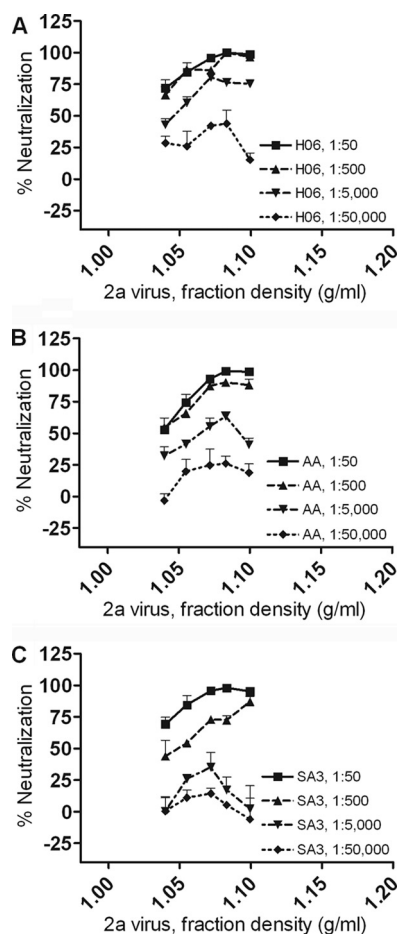 A
125
100
75
50
25
0
-25
% Neutralization
H06, 1:50
H06, 1:500
H06, 1:5,000
H06, 1:50,000
1.00
1.05
1.10
1.15
1.20
2a virus, fraction density (g/ml)
B
125
100
75
50
25
0
-25
% Neutralization
AA, 1:50
AA, 1:500
AA, 1:5,000
AA, 1:50,000
1.00
1.05
1.10
1.15
1.20
2a virus, fraction density (g/ml)
C
125
100
75
50
25
0
-25
% Neutralization
SA3, 1:50
SA3, 1:500
SA3, 1:5,000
SA3, 1:50,000
1.00
1.05
1.10
1.15
1.20
2a virus, fraction density (g/ml)